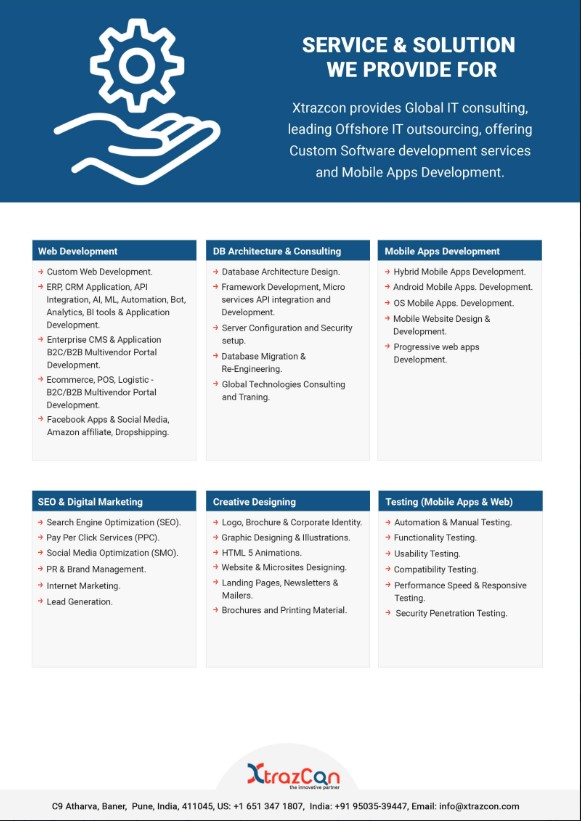 SERVICE & SOLUTION
WE PROVIDE FOR
Xtrazcon provides Global IT consulting,
leading Offshore IT outsourcing, offering
Custom Software development services
and Mobile Apps Development.
Web Development
Custom Web Development.
ERP, CRM Application, API
Integration, AI, ML, Automation, Bot,
Analytics, BI tools & Application
Development.
Enterprise CMS & Application
B2C/B2B Multivendor Portal
Development.
Ecommerce, POS, Logistic -
B2C/B2B Multivendor Portal
Development.
Facebook Apps & Social Media,
Amazon affiliate, Dropshipping.
DB Architecture & Consulting
Database Architecture Design.
Framework Development, Micro
services API integration and
Development.
Server Configuration and Security
setup.
Database Migration &
Re-Engineering.
Global Technologies Consulting
and Traning.
Mobile Apps Development
Hybrid Mobile Apps Development.
Android Mobile Apps. Development.
OS Mobile Apps. Development.
Mobile Website Design &
Development.
Progressive web apps
Development.
SEO & Digital Marketing
Search Engine Optimization (SEO).
Pay Per Click Services (PPC).
Social Media Optimization (SMO).
PR & Brand Management.
Internet Marketing.
Lead Generation.
Creative Designing
Logo, Brochure & Corporate Identity.
Graphic Designing & Illustrations.
HTML 5 Animations.
Website & Microsites Designing.
Landing Pages, Newsletters &
Mailers.
Brochures and Printing Material.
Testing (Mobile Apps & Web)
Automation & Manual Testing.
Functionality Testing.
Usability Testing.
Compatibility Testing.
Performance Speed & Responsive
Testing.
Security Penetration Testing.
XtrazCon
the innovative partner
C9 Atharva, Baner, Pune, India, 411045, US: +1 651 347 1807, India: +91 95035-39447, Email: info@xtrazcon.com